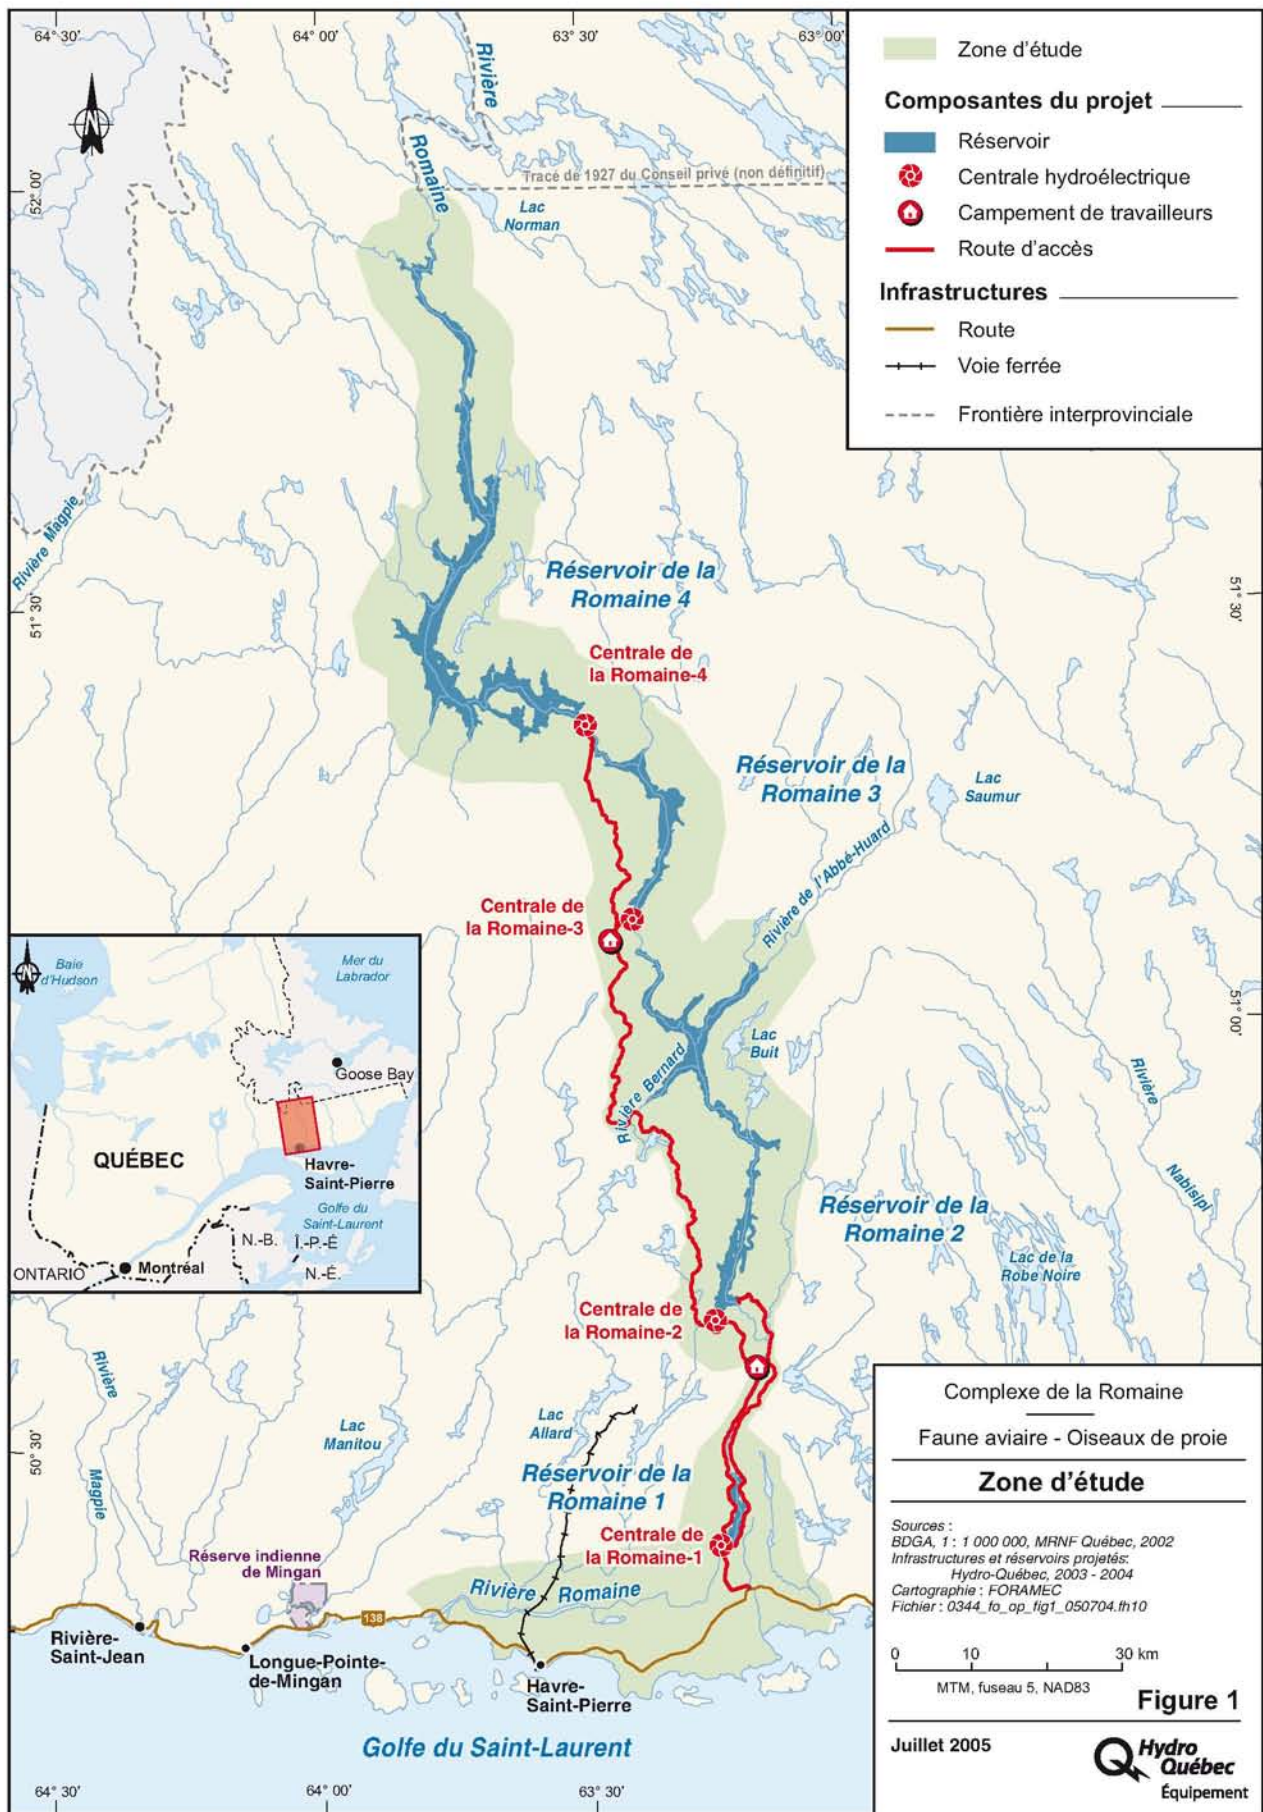 64° 30'
64° 00'
63° 30'
63° 00'
Zone d'étude
Composantes du projet
Réservoir
Centrale hydroélectrique
Campement de travailleurs
Route d'accès
Infrastructures
Route
Voie ferrée
Frontière interprovinciale
N
Rivière
Romaine
Tracé de 1927 du Conseil privé (non définitif)
52° 00'
Lac
Norman
Rivière Magpie
51° 30'
51° 30'
Réservoir de la
Romaine 4
Centrale de
la Romaine-4
Réservoir de la
Romaine 3
Lac
Saumur
Rivière de l'Abbé-Huard
Centrale de
la Romaine-3
51° 00'
Lac
Buit
Rivière Bernard
Rivière
Nabisipi
Réservoir de la
Romaine 2
Lac de la
Robe Noire
Centrale de
la Romaine-2
N
Baie
d'Hudson
Mer du
Labrador
Goose Bay
QUÉBEC
Havre-
Saint-Pierre
Golfe du
Saint-Laurent
N.-B.
Î.-P.-É
N.-É.
ONTARIO
Montréal
Rivière
Magpie
Lac
Manitou
Lac
Allard
50° 30'
Réservoir de la
Romaine 1
Centrale de
la Romaine-1
Réserve indienne
de Mingan
Rivière Romaine
138
Rivière-
Saint-Jean
Longue-Pointe-
de-Mingan
Havre-
Saint-Pierre
Golfe du Saint-Laurent
64° 30'
64° 00'
63° 30'
Complexe de la Romaine
Faune aviaire - Oiseaux de proie
Zone d'étude
Sources :
BDGA, 1 : 1 000 000, MRNF Québec, 2002
Infrastructures et réservoirs projetés:
Hydro-Québec, 2003 - 2004
Cartographie : FORAMEC
Fichier : 0344_fo_op_fig1_050704.fh10
0 10 30 km
MTM, fuseau 5, NAD83
Figure 1
Juillet 2005
Hydro
Québec
Équipement